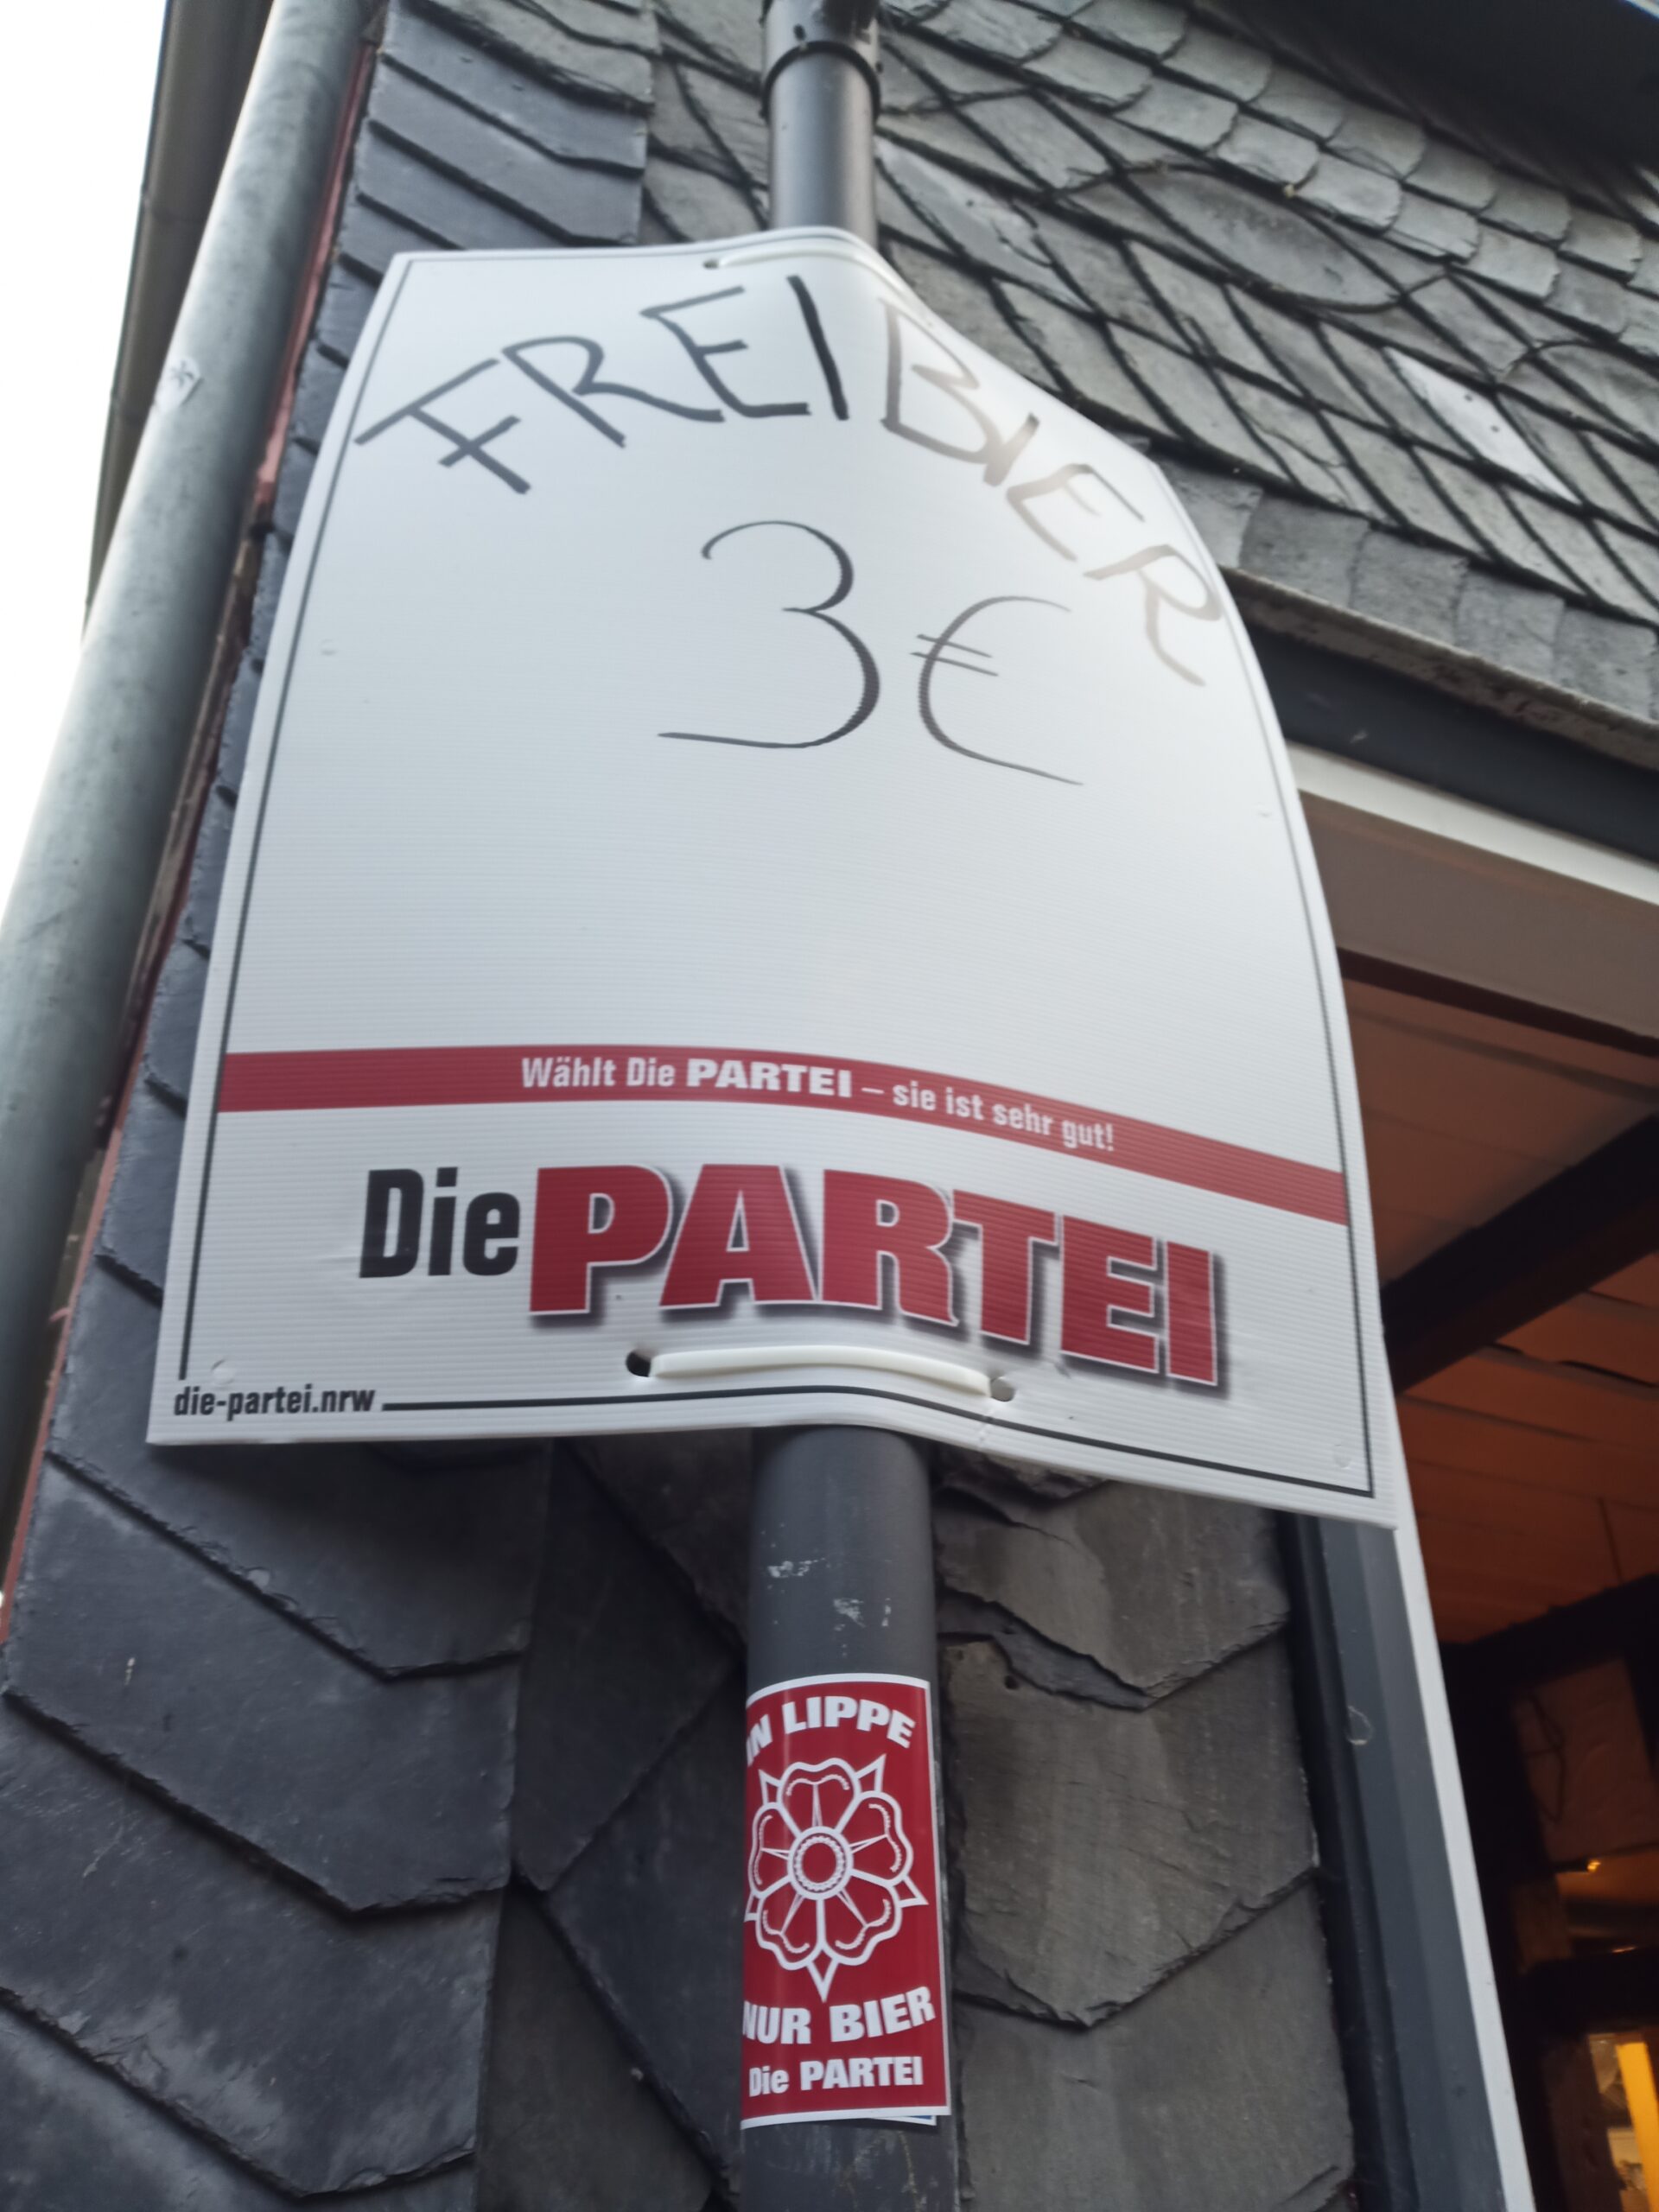 FREIBIER
3€
Wählt Die PARTEI – sie ist sehr gut!
Die PARTEI
die-partei.nrw
IN LIPPE
NUR BIER
Die PARTEI